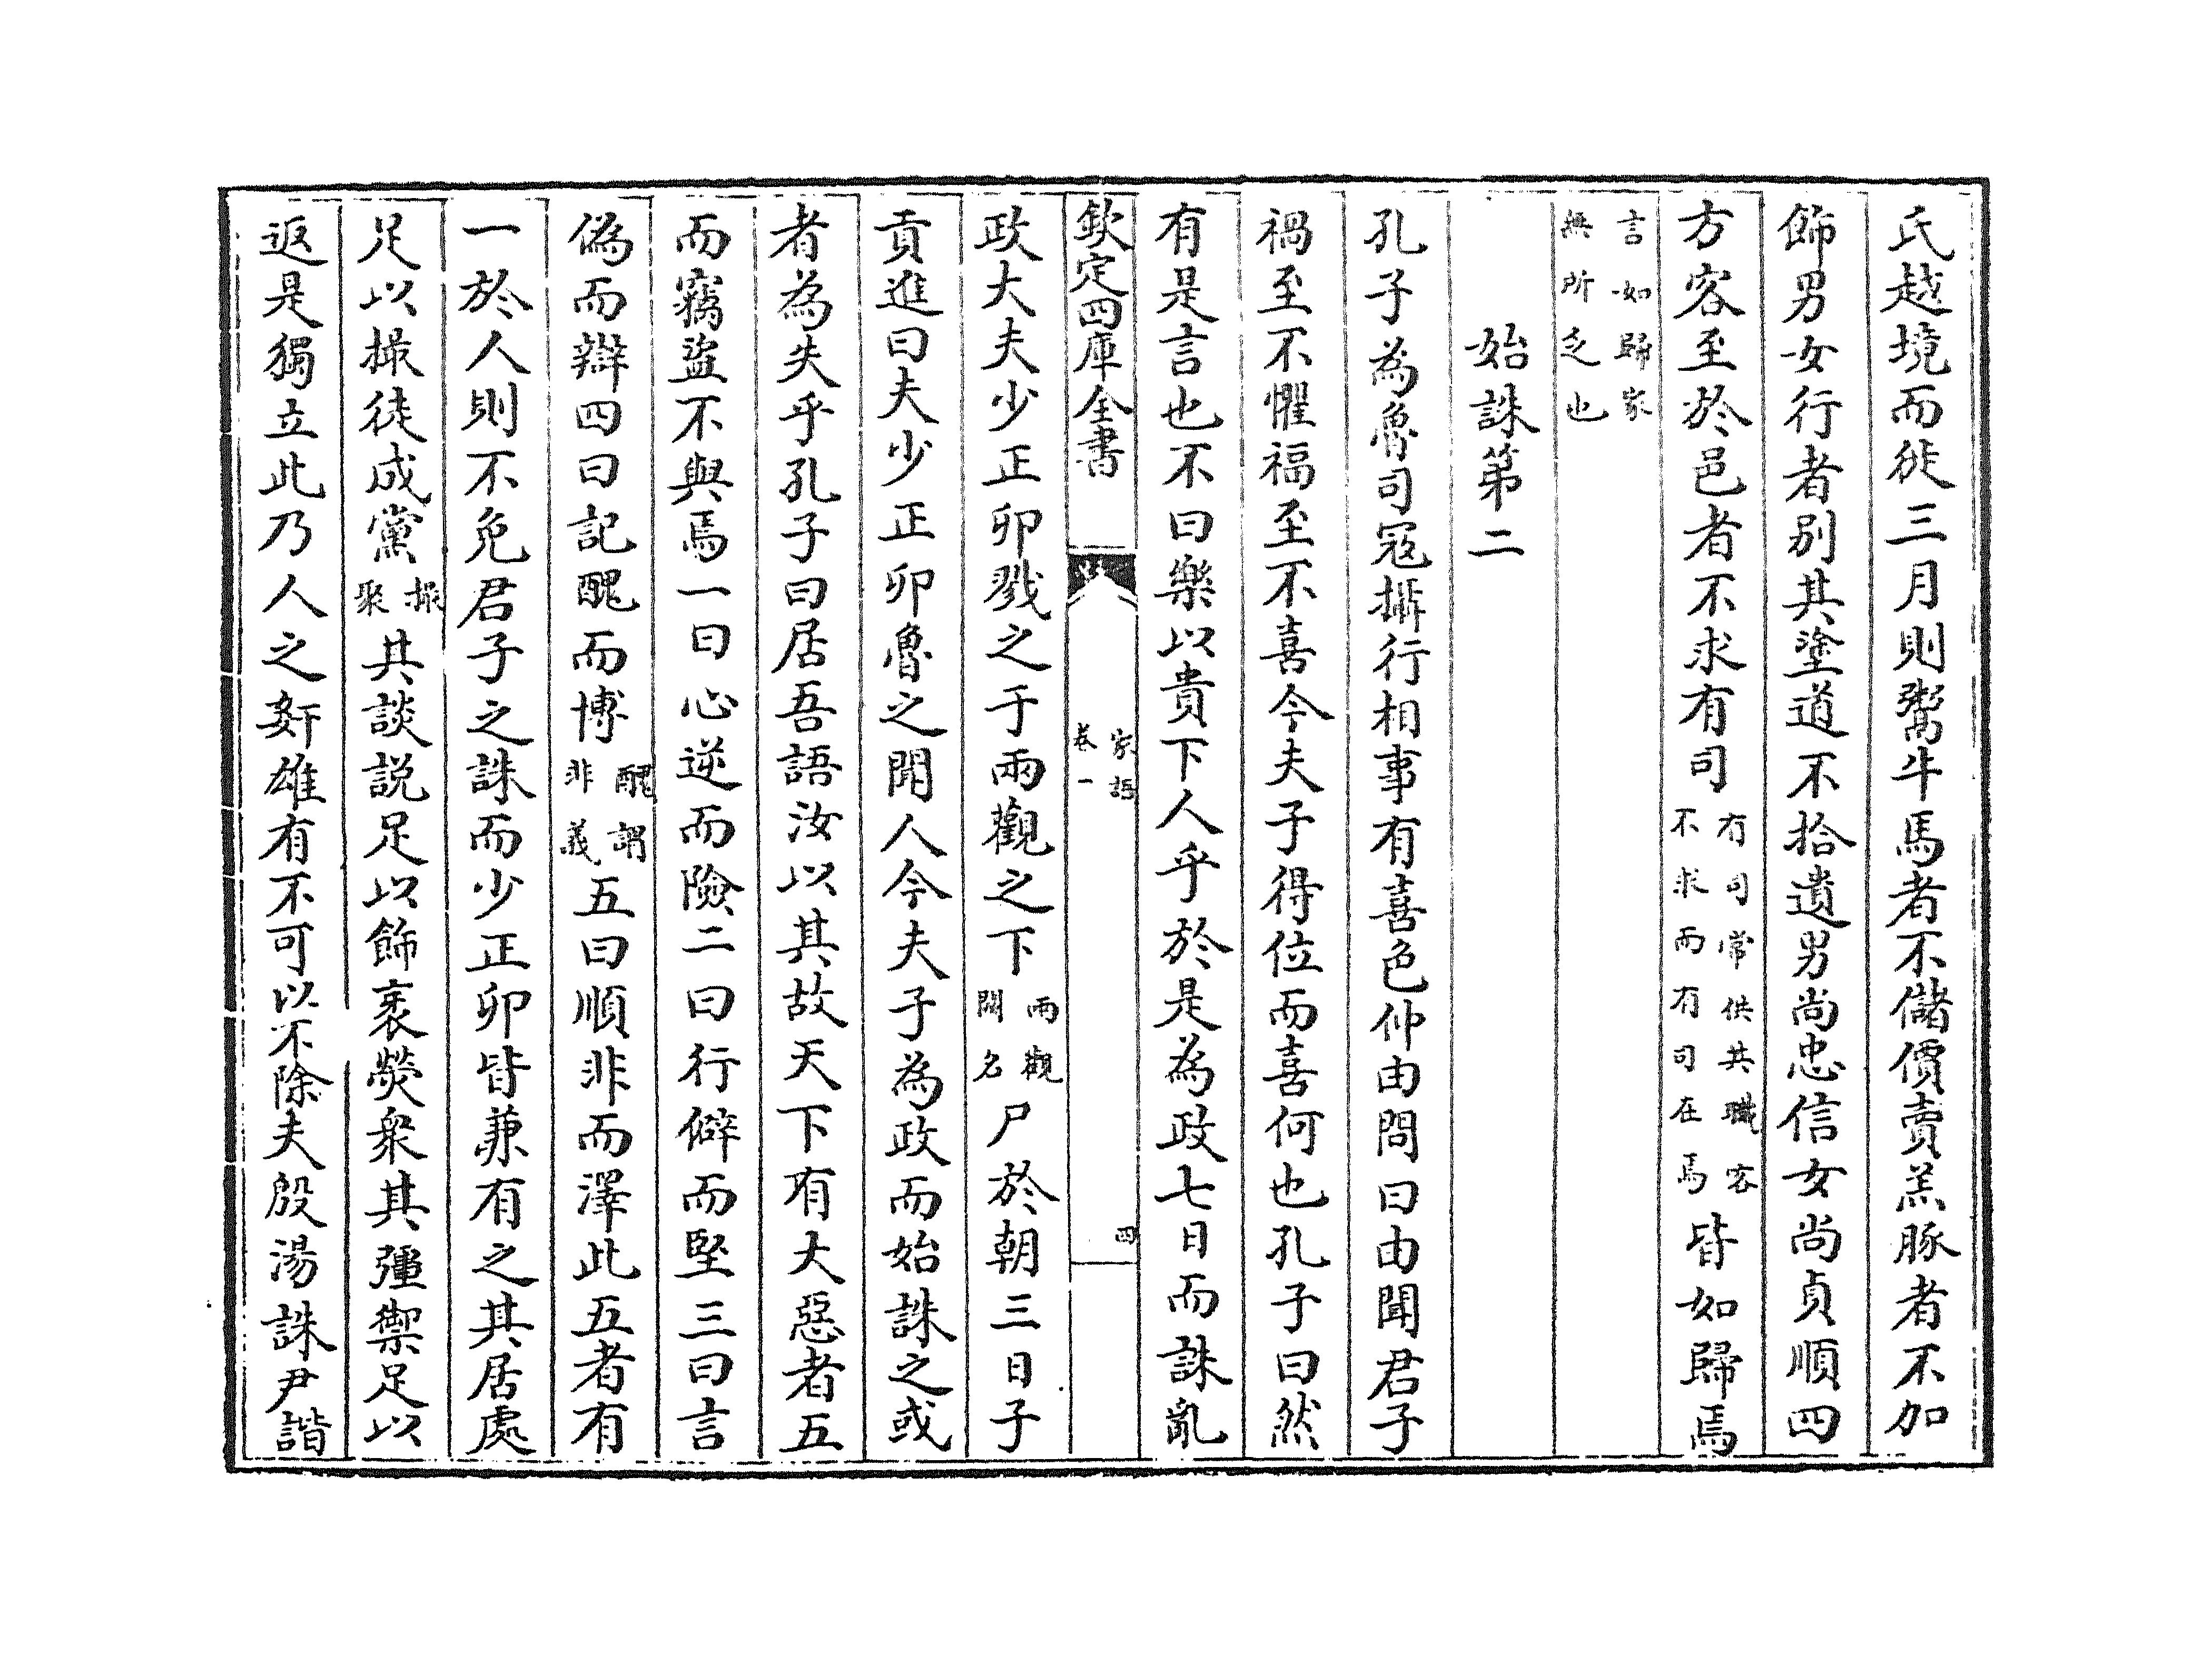 氏越境而徙三月則鬻牛馬者不儲價賣羔豚者不加
飾男女行者别其塗道不拾遺男尚忠信女尚貞順四
方客至於邑者不求有司有司常供其職客不求而有司在焉皆如歸焉
言如歸家無所乏也
始誅第二
孔子為魯司寇攝行相事有喜色仲由問曰由聞君子
禍至不懼福至不喜今夫子得位而喜何也孔子曰然
有是言也不曰樂以貴下人乎於是為政七日而誅亂
欽定四庫全書
家語
卷一
四
政大夫少正卯戮之于兩觀之下兩觀闕名尸於朝三日子
貢進曰夫少正卯魯之聞人今夫子為政而始誅之或
者為失乎孔子曰居吾語汝以其故天下有大惡者五
而竊盜不與焉一曰心逆而險二曰行僻而堅三曰言
偽而辯四曰記醜而博醜謂非義五曰順非而澤此五者有
一於人則不免君子之誅而少正卯皆兼有之其居處
足以撮徒成黨撮聚其談説足以飾袤熒衆其彊禦足以
返是獨立此乃人之姧雄有不可以不除夫殷湯誅尹諧